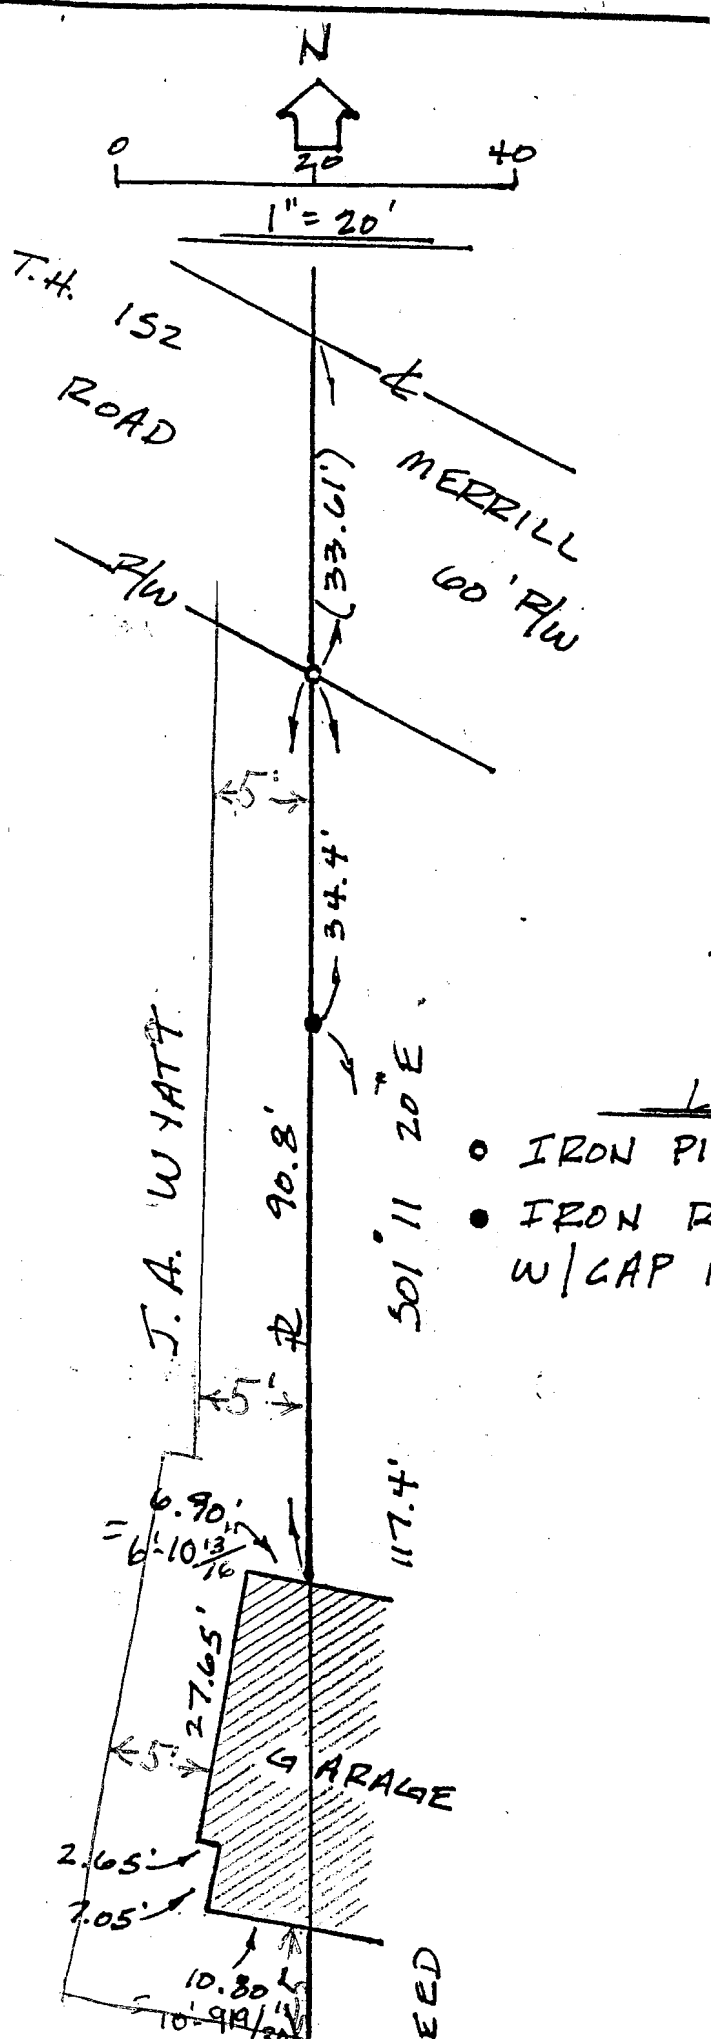 N
0 20 40
1" = 20'
T.H. 152
ROAD
℄
MERRILL
60' R/W
R/W
(33.61')
5'
34.4'
J. A. WYATT
90.8'
S01° 11' 20" E
IRON
IRON
W/CAP
5'
117.4'
6.90'
= 6'-10 13/16"
27.65'
5'
GARAGE
2.65'
7.05'
10.80'